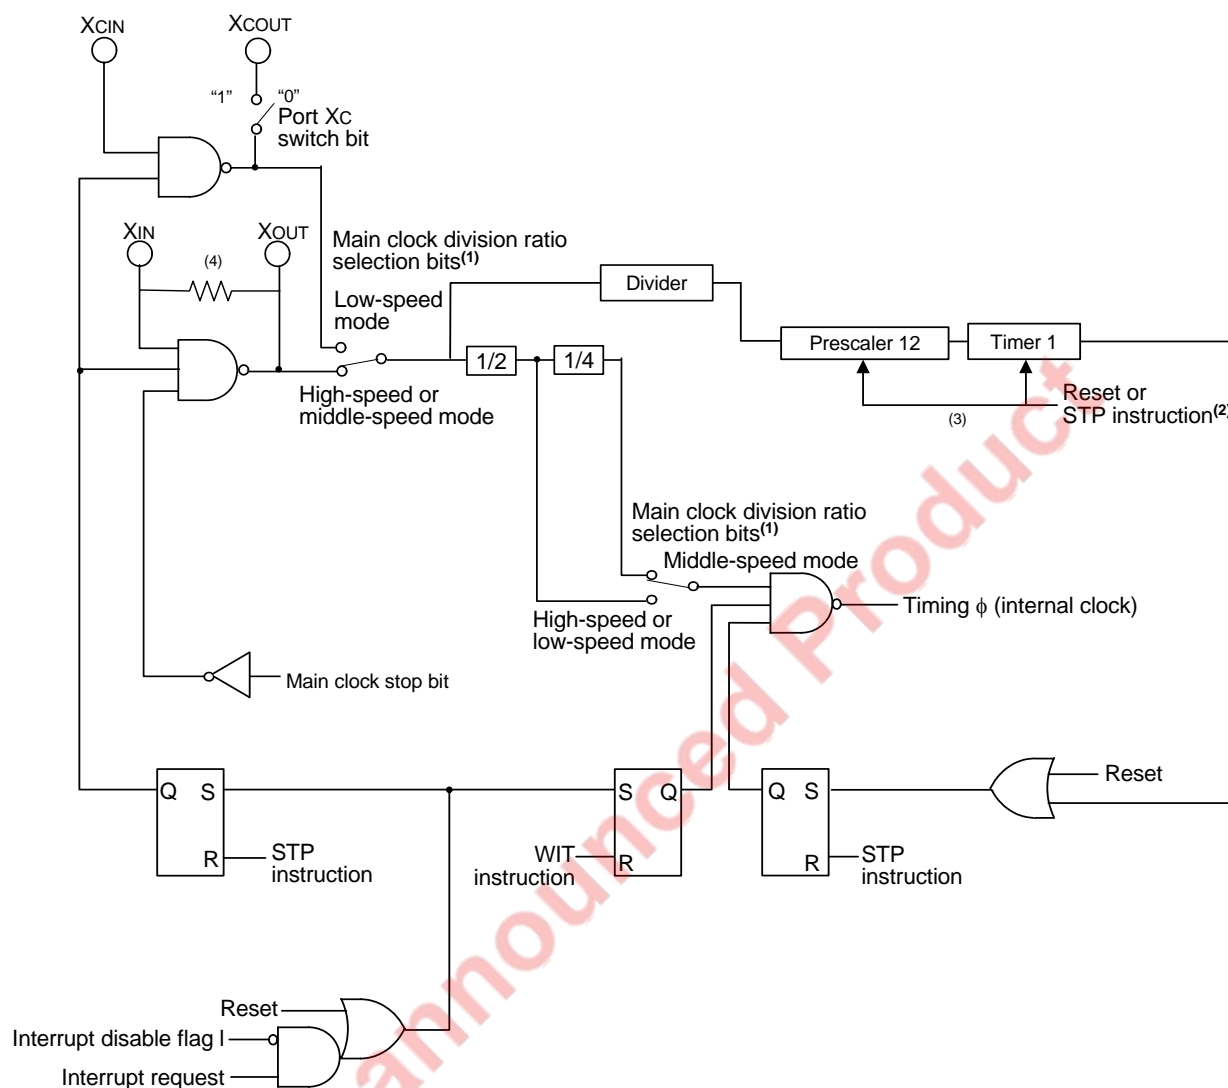 XCIN
XCOUT
“1”
“0”
Port XC
switch bit
XIN
XOUT
(4)
Main clock division ratio
selection bits(1)
Low-speed
mode
Divider
Prescaler 12
Timer 1
1/2
1/4
High-speed or
middle-speed mode
Reset or
STP instruction(2)
(3)
Main clock division ratio
selection bits(1)
Middle-speed mode
Timing ϕ (internal clock)
High-speed or
low-speed mode
Main clock stop bit
Q S
R
STP
instruction
S Q
R
WIT
instruction
Q S
R
STP
instruction
Reset
Reset
Interrupt disable flag I
Interrupt request
announced Product